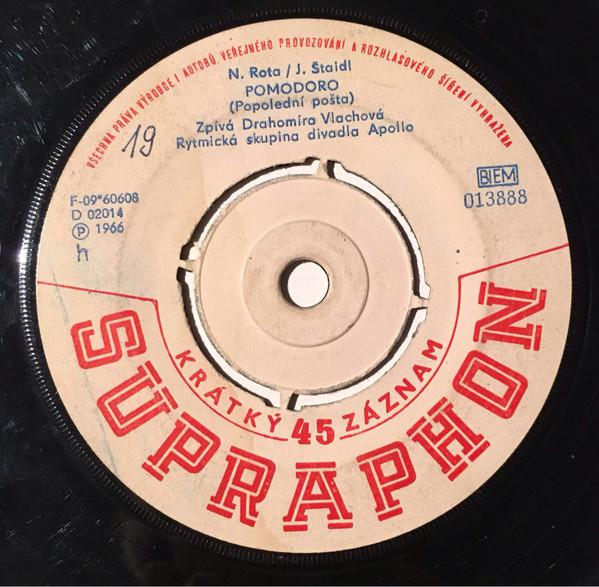 VŠECHNA PRÁVA VÝROBCE I AUTORŮ, VEŘEJNÉHO PROVOZOVÁNÍ A ROZHLASOVÉHO ŠÍŘENÍ VYHRAŽENA
N. Rota / J. Štaidl
POMODORO
(Popolední pošta)
Zpívá Drahomíra Vlachová
Rytmická skupina divadla Apollo
19
F-09*60608
D 02014
Ⓟ 1966
h
BIEM
013888
KRÁTKÝ 45 ZÁZNAM
SUPRAPHON